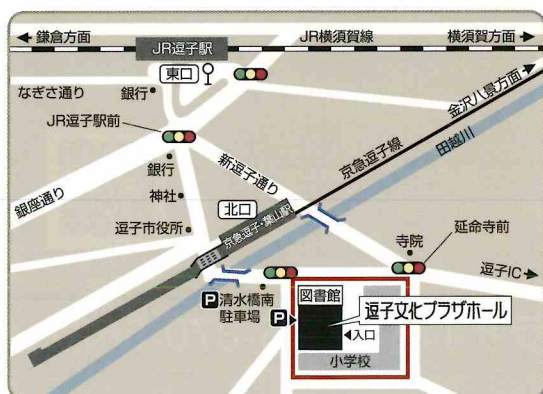 鎌倉方面
JR逗子駅
JR横須賀線
横須賀方面
東口
なぎさ通り
銀行
金沢八景方面
JR逗子駅前
京急逗子線
田越川
銀行
新逗子通り
銀座通り
神社
北口
逗子市役所
京急逗子・葉山駅
寺院
延命寺前
逗子IC
P
清水橋南
駐車場
図書館
P
逗子文化プラザホール
入口
小学校